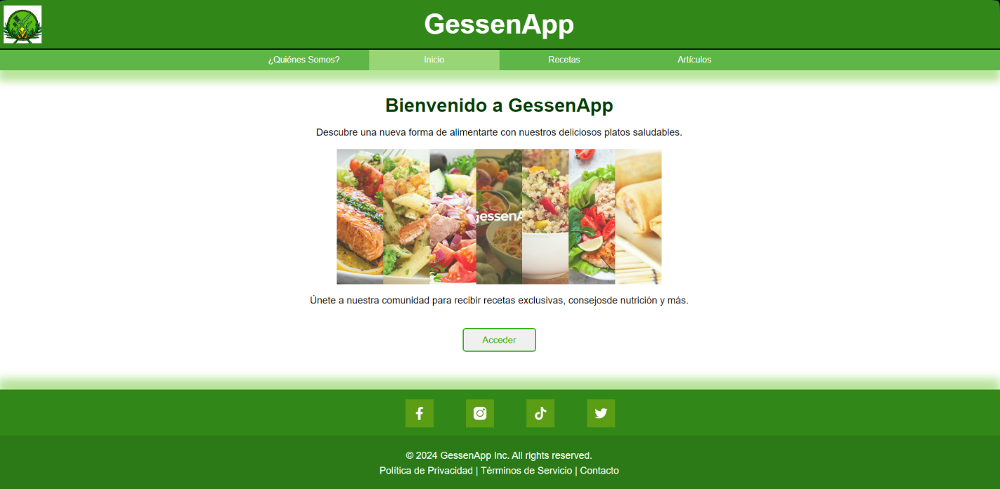 GessenApp
¿Quiénes Somos? Inicio Recetas Artículos
Bienvenido a GessenApp
Descubre una nueva forma de alimentarte con nuestros deliciosos platos saludables.
gessenA
Únete a nuestra comunidad para recibir recetas exclusivas, consejosde nutrición y más.
Acceder
© 2024 GessenApp Inc. All rights reserved.
Política de Privacidad | Términos de Servicio | Contacto